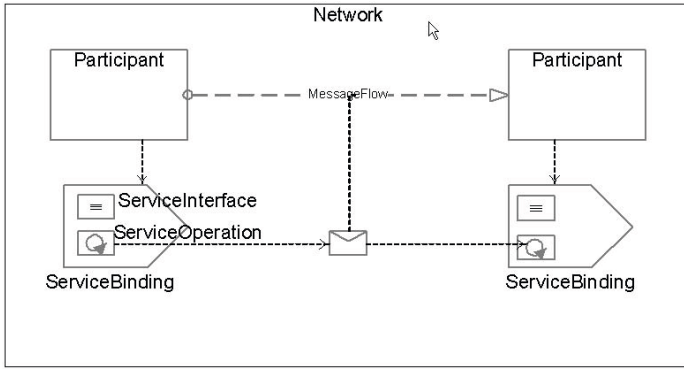 Network
Participant
Participant
MessageFlow
ServiceInterface
ServiceOperation
ServiceBinding
ServiceBinding